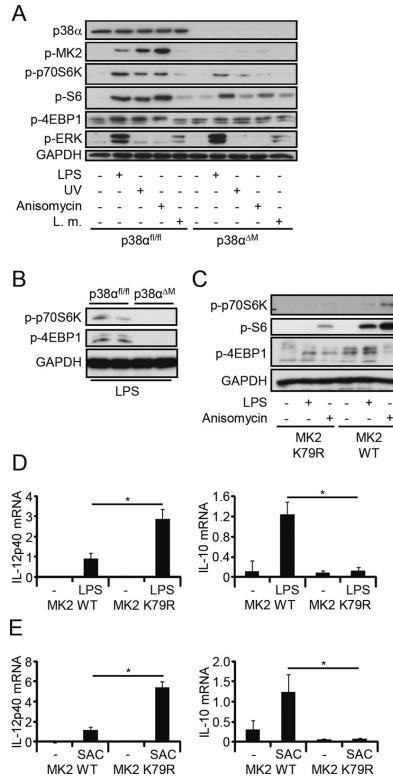 A
p38α
p-MK2
p-p70S6K
p-S6
p-4EBP1
p-ERK
GAPDH
LPS - + - - - - + - - -
UV - - + - - - - + - -
Anisomycin - - - + - - - - + -
L. m. - - - - + - - - - +
p38α^fl/fl p38α^ΔM
B
p38α^fl/fl p38α^ΔM
p-p70S6K
p-4EBP1
GAPDH
LPS
C
p-p70S6K
p-S6
p-4EBP1
GAPDH
LPS - + - - + -
Anisomycin - - + - - +
MK2 MK2
K79R WT
D
IL-12p40 mRNA
4
3
2
1
0
*
- LPS - LPS
MK2 WT MK2 K79R
IL-10 mRNA
2
1.5
1
0.5
0
*
- LPS - LPS
MK2 WT MK2 K79R
E
IL-12p40 mRNA
8
6
4
2
0
*
- SAC - SAC
MK2 WT MK2 K79R
IL-10 mRNA
2.0
1.5
1.0
0.5
0
*
- SAC - SAC
MK2 WT MK2 K79R